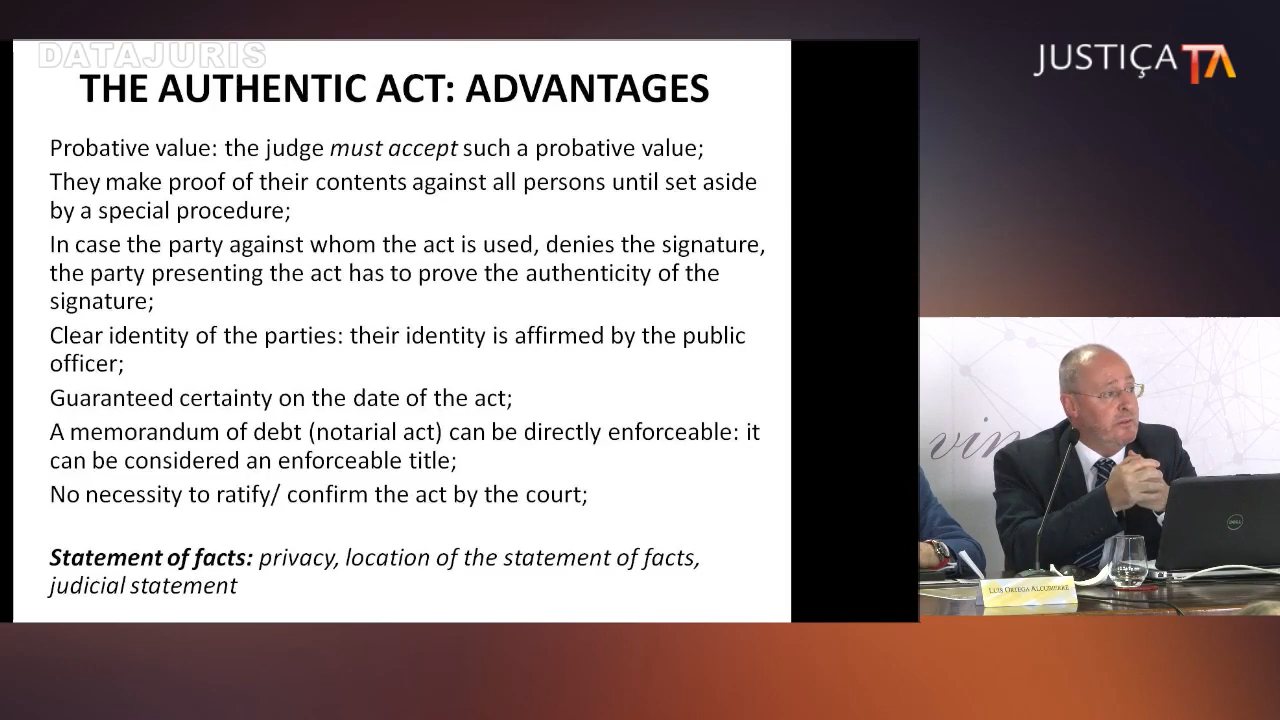 DATAJURIS
JUSTIÇA TA
THE AUTHENTIC ACT: ADVANTAGES
Probative value: the judge must accept such a probative value;
They make proof of their contents against all persons until set aside
by a special procedure;
In case the party against whom the act is used, denies the signature,
the party presenting the act has to prove the authenticity of the
signature;
Clear identity of the parties: their identity is affirmed by the public
officer;
Guaranteed certainty on the date of the act;
A memorandum of debt (notarial act) can be directly enforceable: it
can be considered an enforceable title;
No necessity to ratify/ confirm the act by the court;
Statement of facts: privacy, location of the statement of facts,
judicial statement
vin
DELL
LUIS ORTEGA ALCUBIERRE